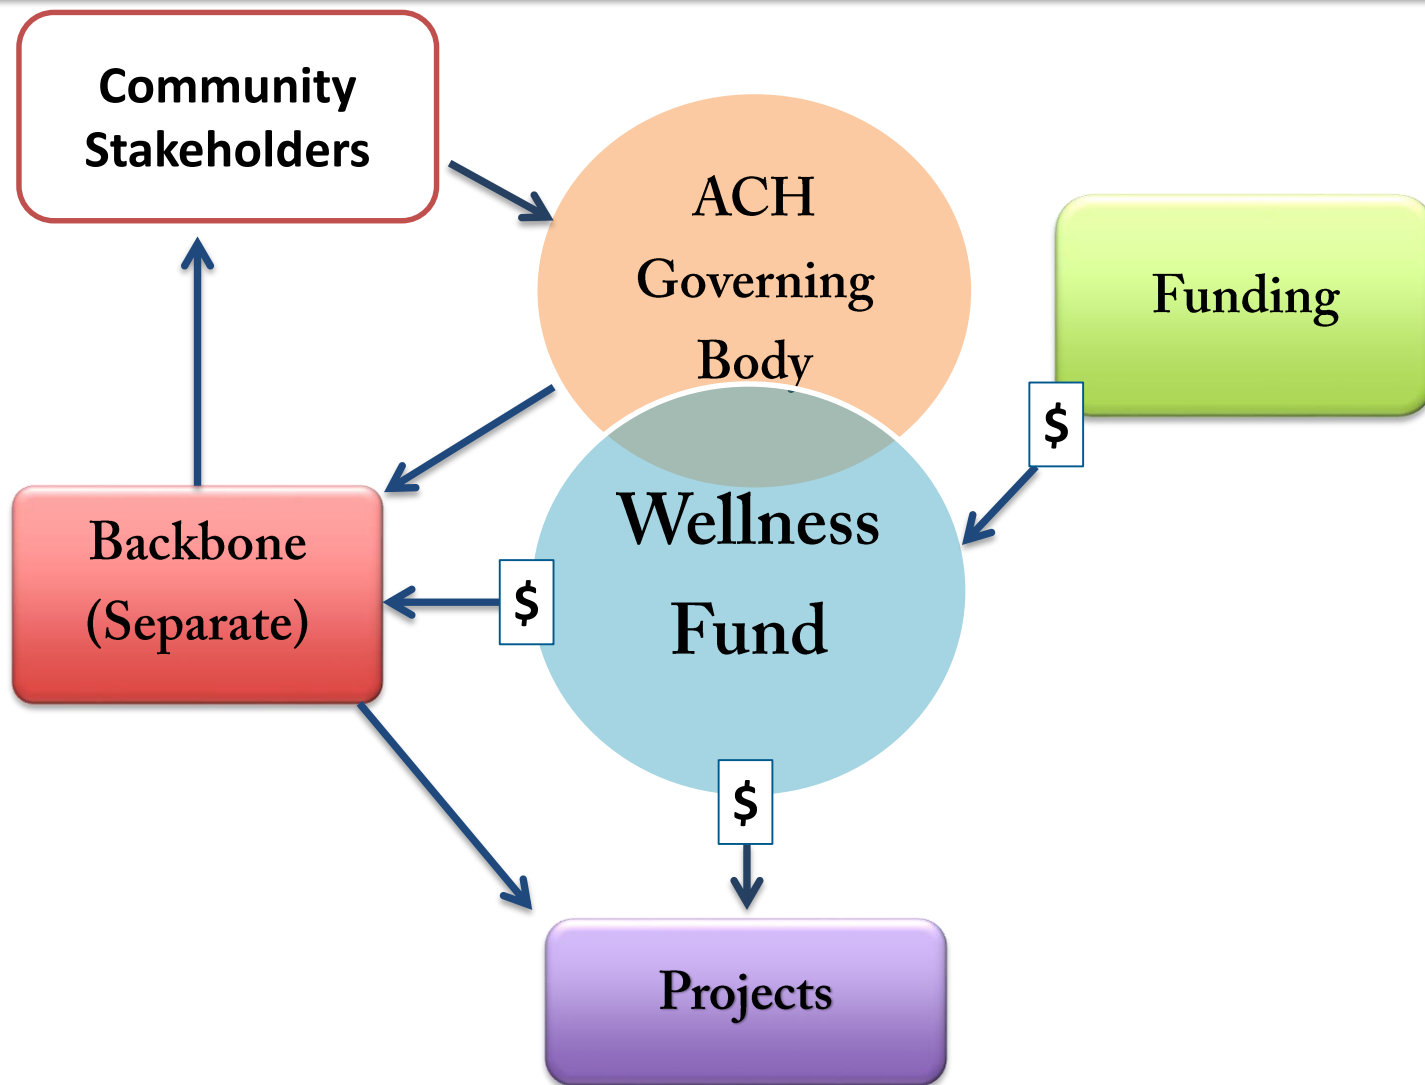 Community
Stakeholders
ACH
Governing
Body
Funding
$
Backbone
(Separate)
$
Wellness
Fund
$
Projects